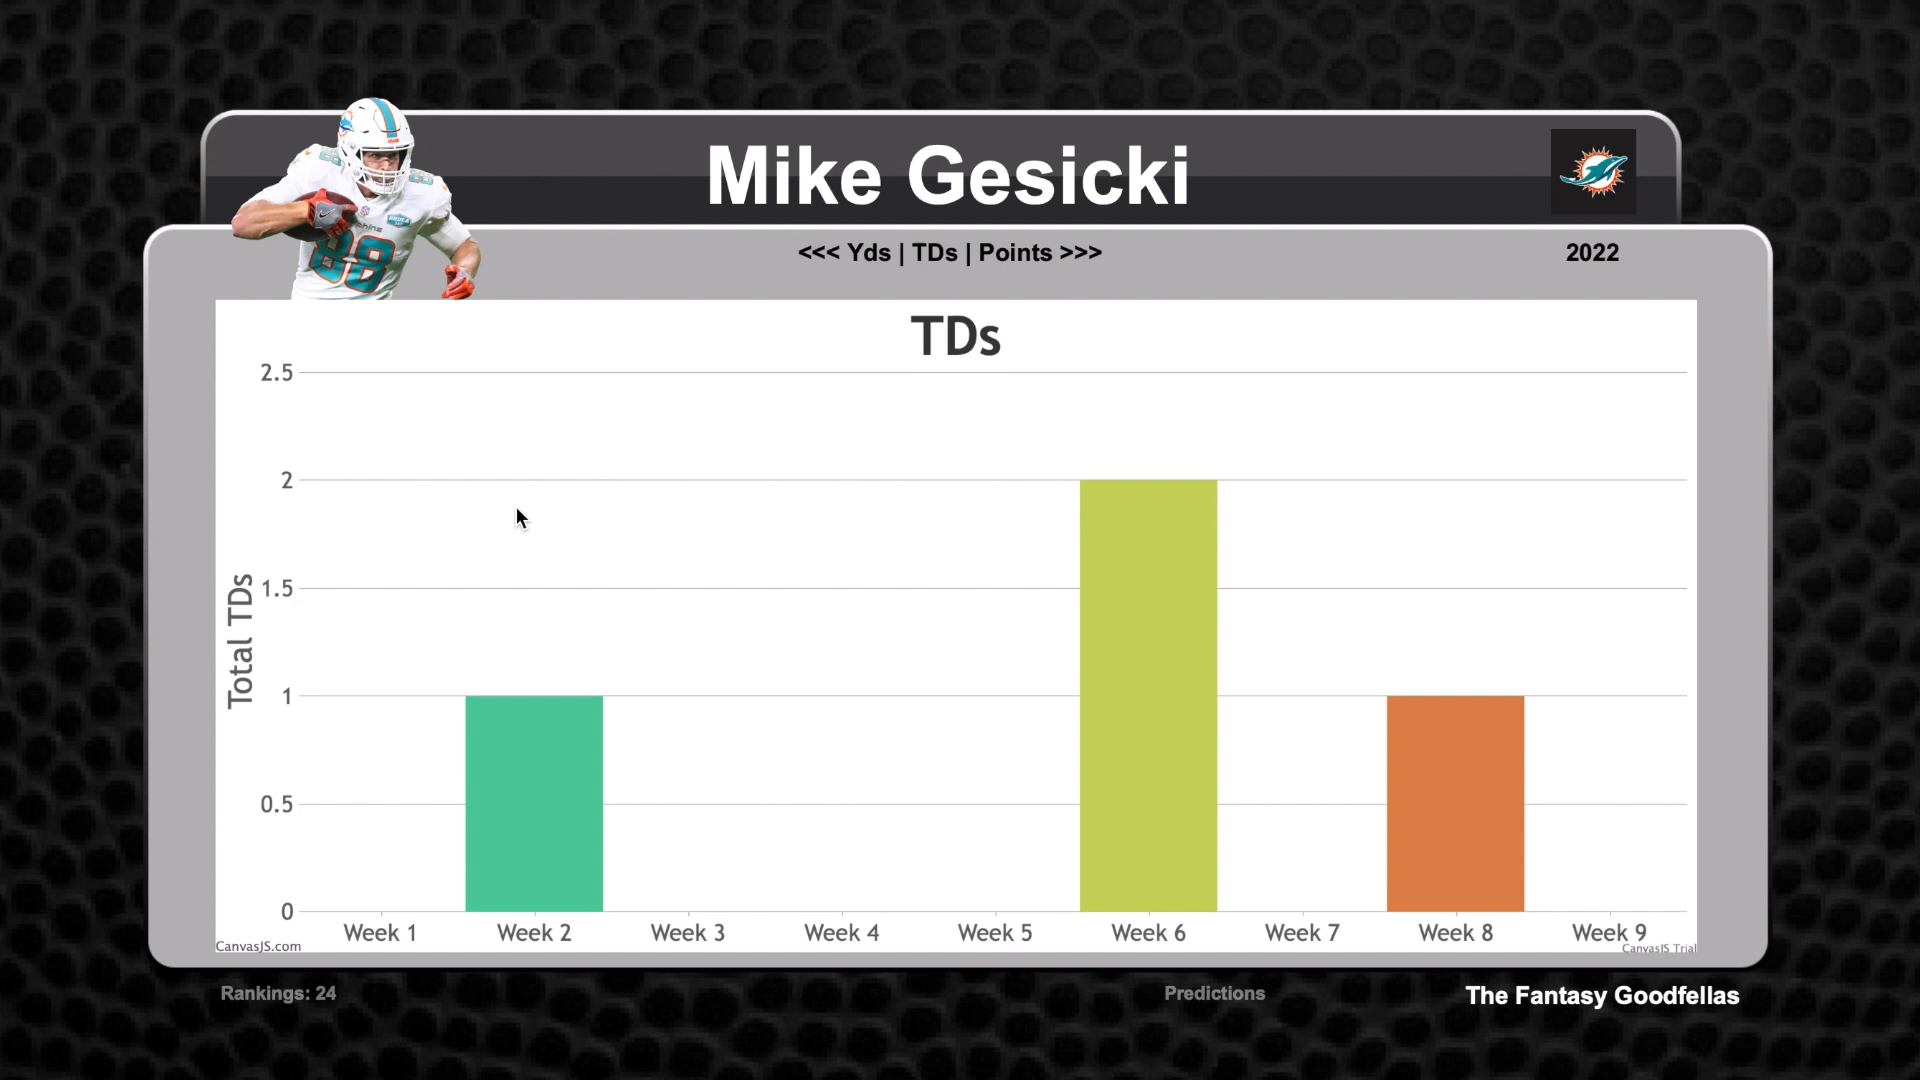 Mike Gesicki
<<< Yds | TDs | Points >>>
2022
88
TDs
2.5
2
1.5
1
0.5
0
Total TDs
Week 1
Week 2
Week 3
Week 4
Week 5
Week 6
Week 7
Week 8
Week 9
CanvasJS.com
CanvasJS Trial
Rankings: 24
Predictions
The Fantasy Goodfellas